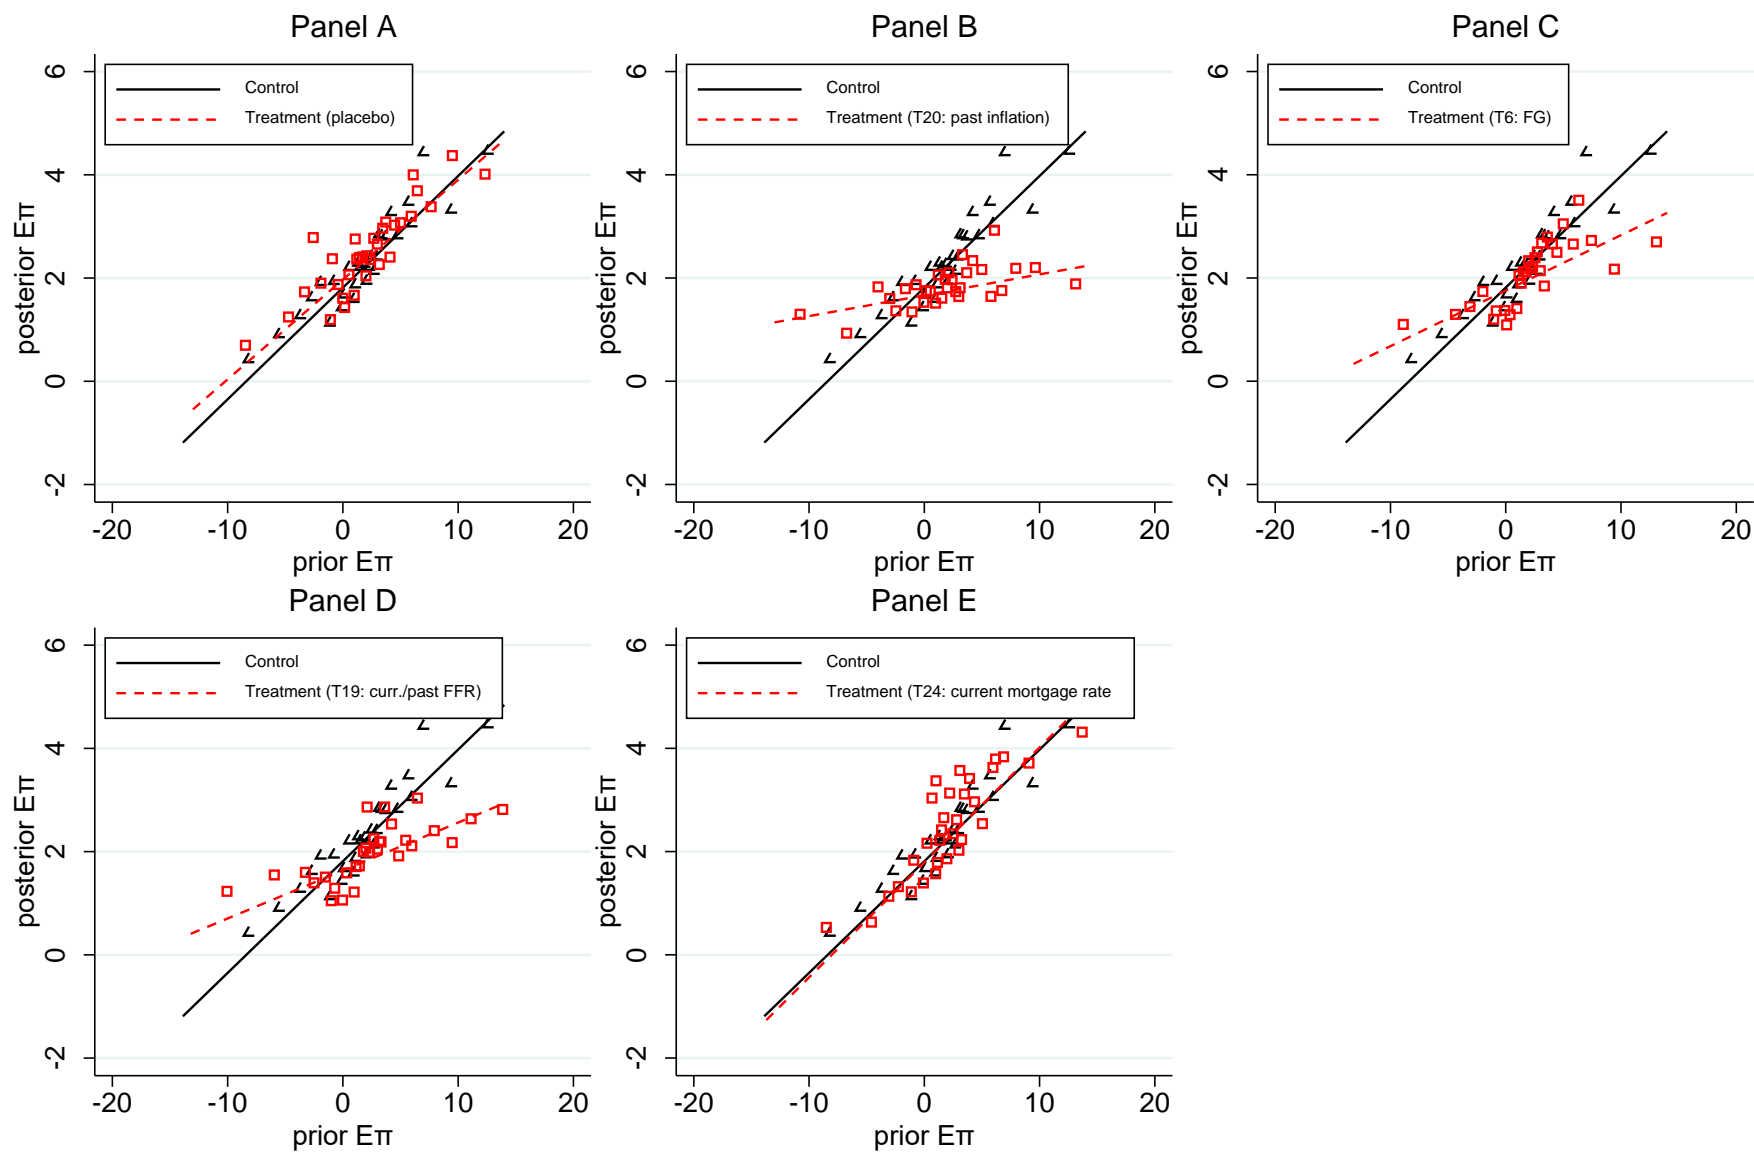 Panel A
Control
Treatment (placebo)
6
4
2
0
-2
posterior Eπ
-20 -10 0 10 20
prior Eπ
Panel B
Control
Treatment (T20: past inflation)
6
4
2
0
-2
posterior Eπ
-20 -10 0 10 20
prior Eπ
Panel C
Control
Treatment (T6: FG)
6
4
2
0
-2
posterior Eπ
-20 -10 0 10 20
prior Eπ
Panel D
Control
Treatment (T19: curr./past FFR)
6
4
2
0
-2
posterior Eπ
-20 -10 0 10 20
prior Eπ
Panel E
Control
Treatment (T24: current mortgage rate
6
4
2
0
-2
posterior Eπ
-20 -10 0 10 20
prior Eπ